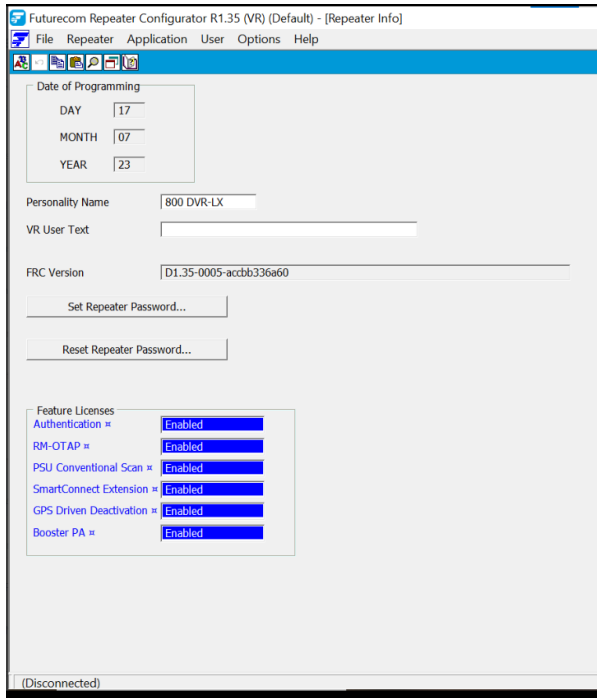 Futurecom Repeater Configurator R1.35 (VR) (Default) - [Repeater Info]
File Repeater Application User Options Help
Date of Programming
DAY 17
MONTH 07
YEAR 23
Personality Name 800 DVR-LX
VR User Text
FRC Version D1.35-0005-accbb336a60
Set Repeater Password...
Reset Repeater Password...
Feature Licenses
Authentication ¤ Enabled
RM-OTAP ¤ Enabled
PSU Conventional Scan ¤ Enabled
SmartConnect Extension ¤ Enabled
GPS Driven Deactivation ¤ Enabled
Booster PA ¤ Enabled
(Disconnected)